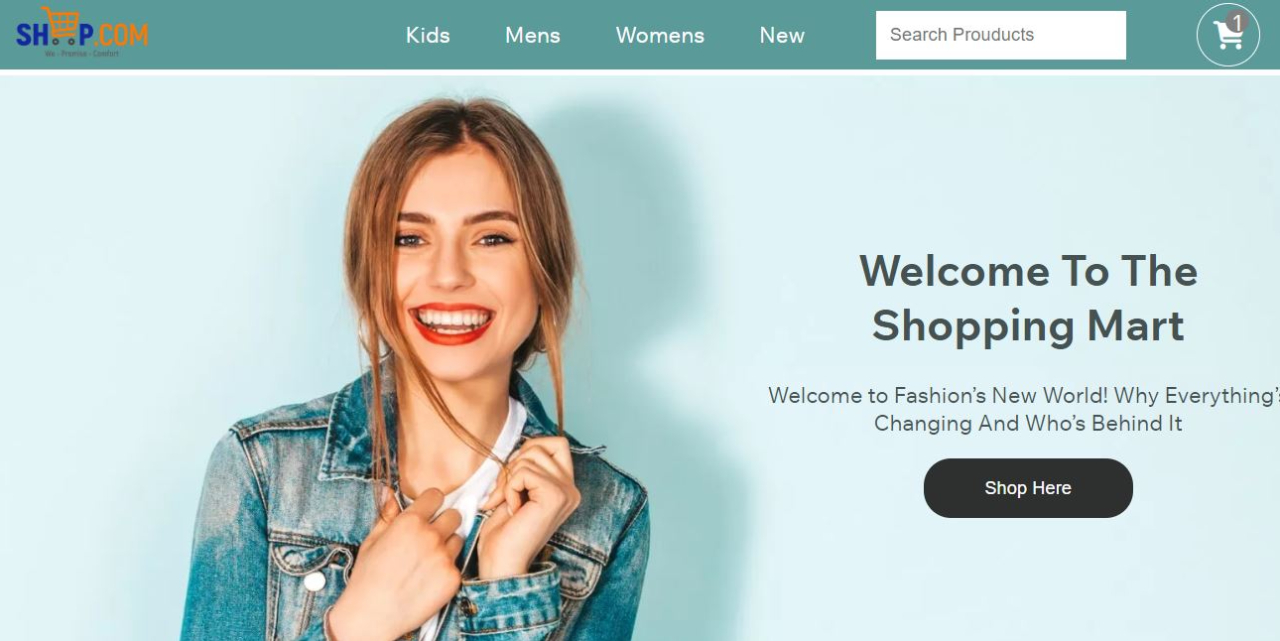 SHOP.COM
We - Promise - Comfort
Kids
Mens
Womens
New
Search Prouducts
1
Welcome To The
Shopping Mart
Welcome to Fashion’s New World! Why Everything’s
Changing And Who’s Behind It
Shop Here